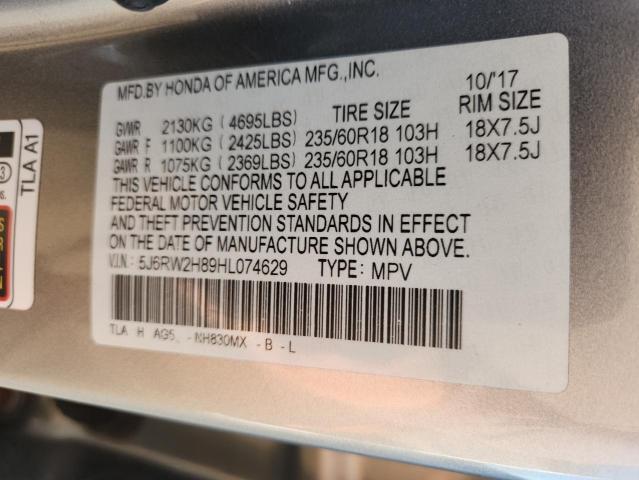 MFD.BY HONDA OF AMERICA MFG.,INC. 10/'17
GVWR 2130KG (4695LBS) TIRE SIZE RIM SIZE
GAWR F 1100KG (2425LBS) 235/60R18 103H 18X7.5J
GAWR R 1075KG (2369LBS) 235/60R18 103H 18X7.5J
THIS VEHICLE CONFORMS TO ALL APPLICABLE
FEDERAL MOTOR VEHICLE SAFETY
AND THEFT PREVENTION STANDARDS IN EFFECT
ON THE DATE OF MANUFACTURE SHOWN ABOVE.
V.I.N.: 5J6RW2H89HL074629 TYPE: MPV
TLA H AG5 -NH830MX -B -L
TLA A1
3